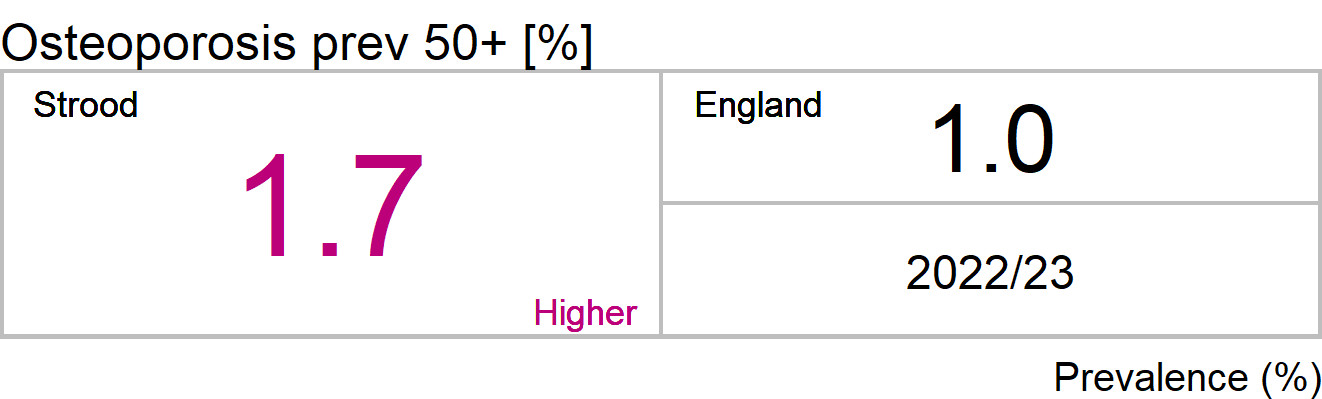 Osteoporosis prev 50+ [%]
Strood
1.7
Higher
England
1.0
2022/23
Prevalence (%)